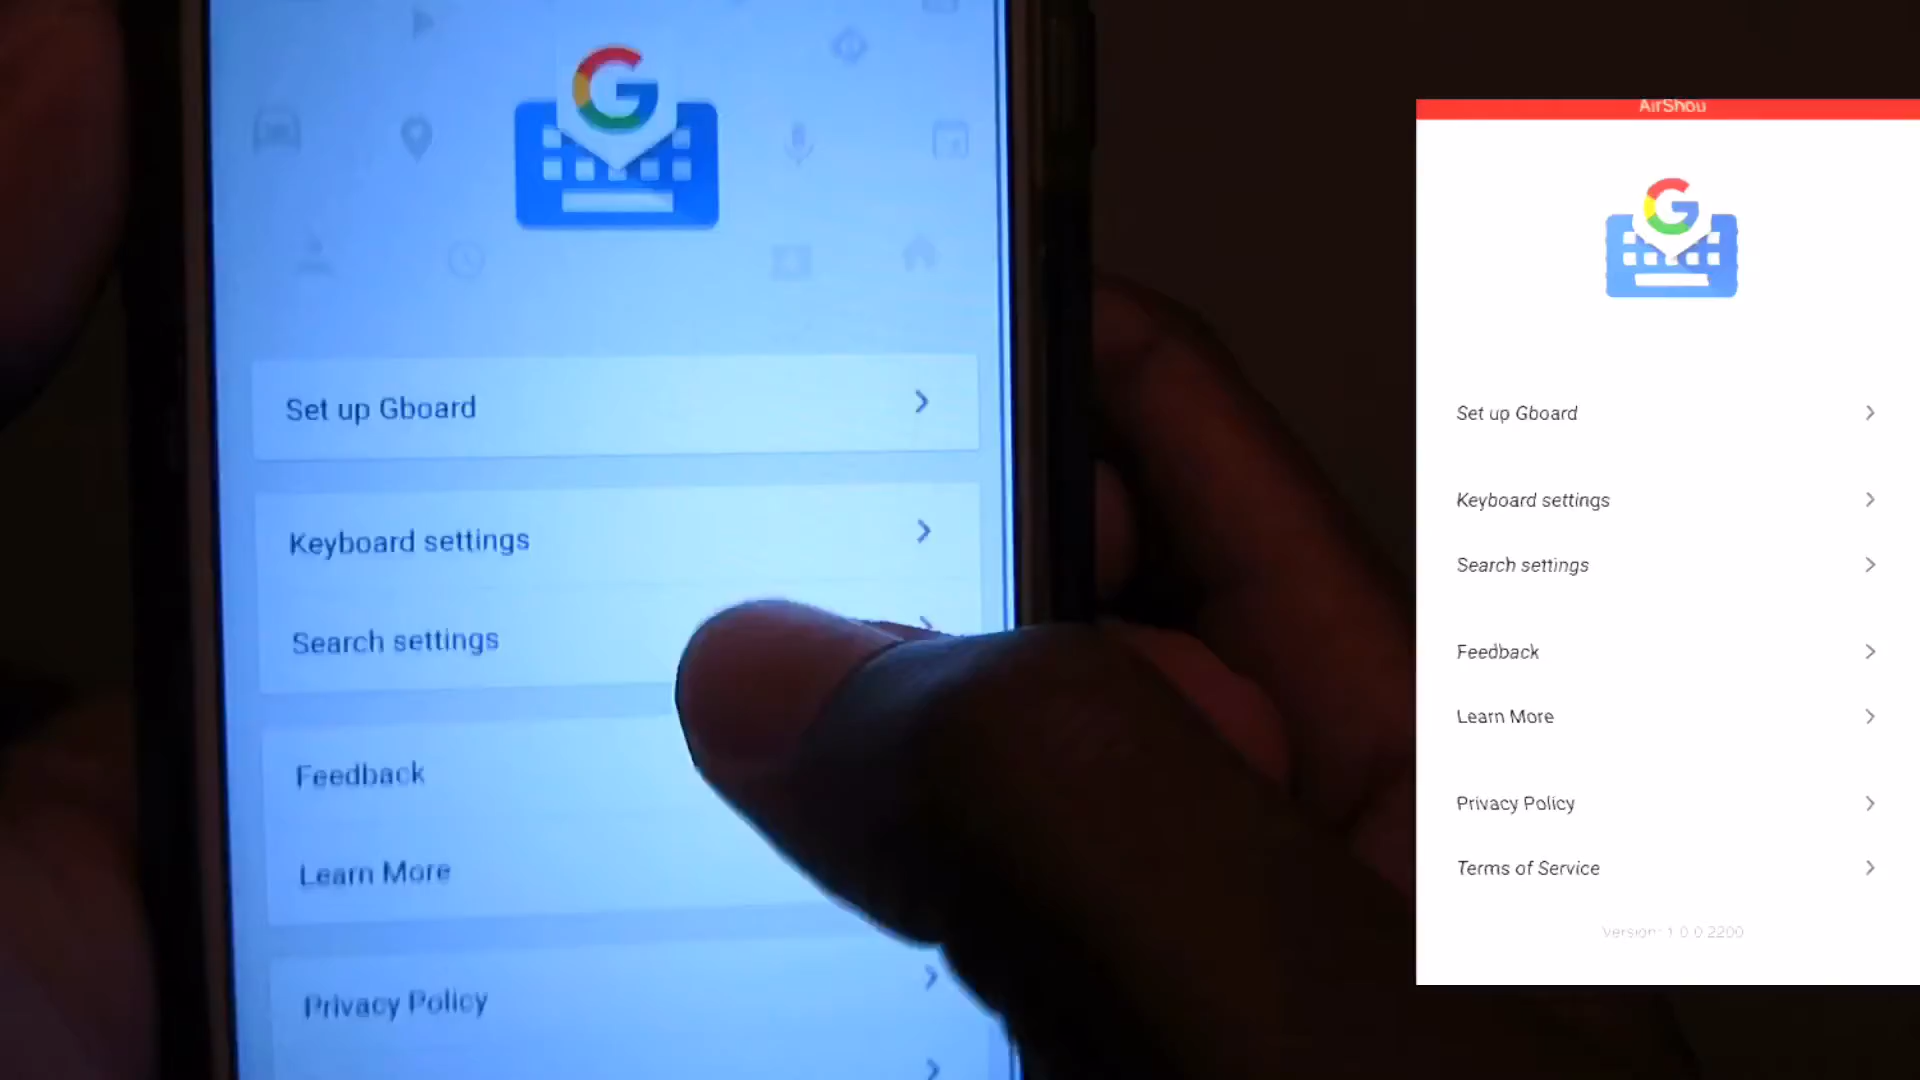 G
Set up Gboard
Keyboard settings
Search settings
Feedback
Learn More
Privacy Policy
AirShou
G
Set up Gboard
Keyboard settings
Search settings
Feedback
Learn More
Privacy Policy
Terms of Service
Version: 1.0.0.2200